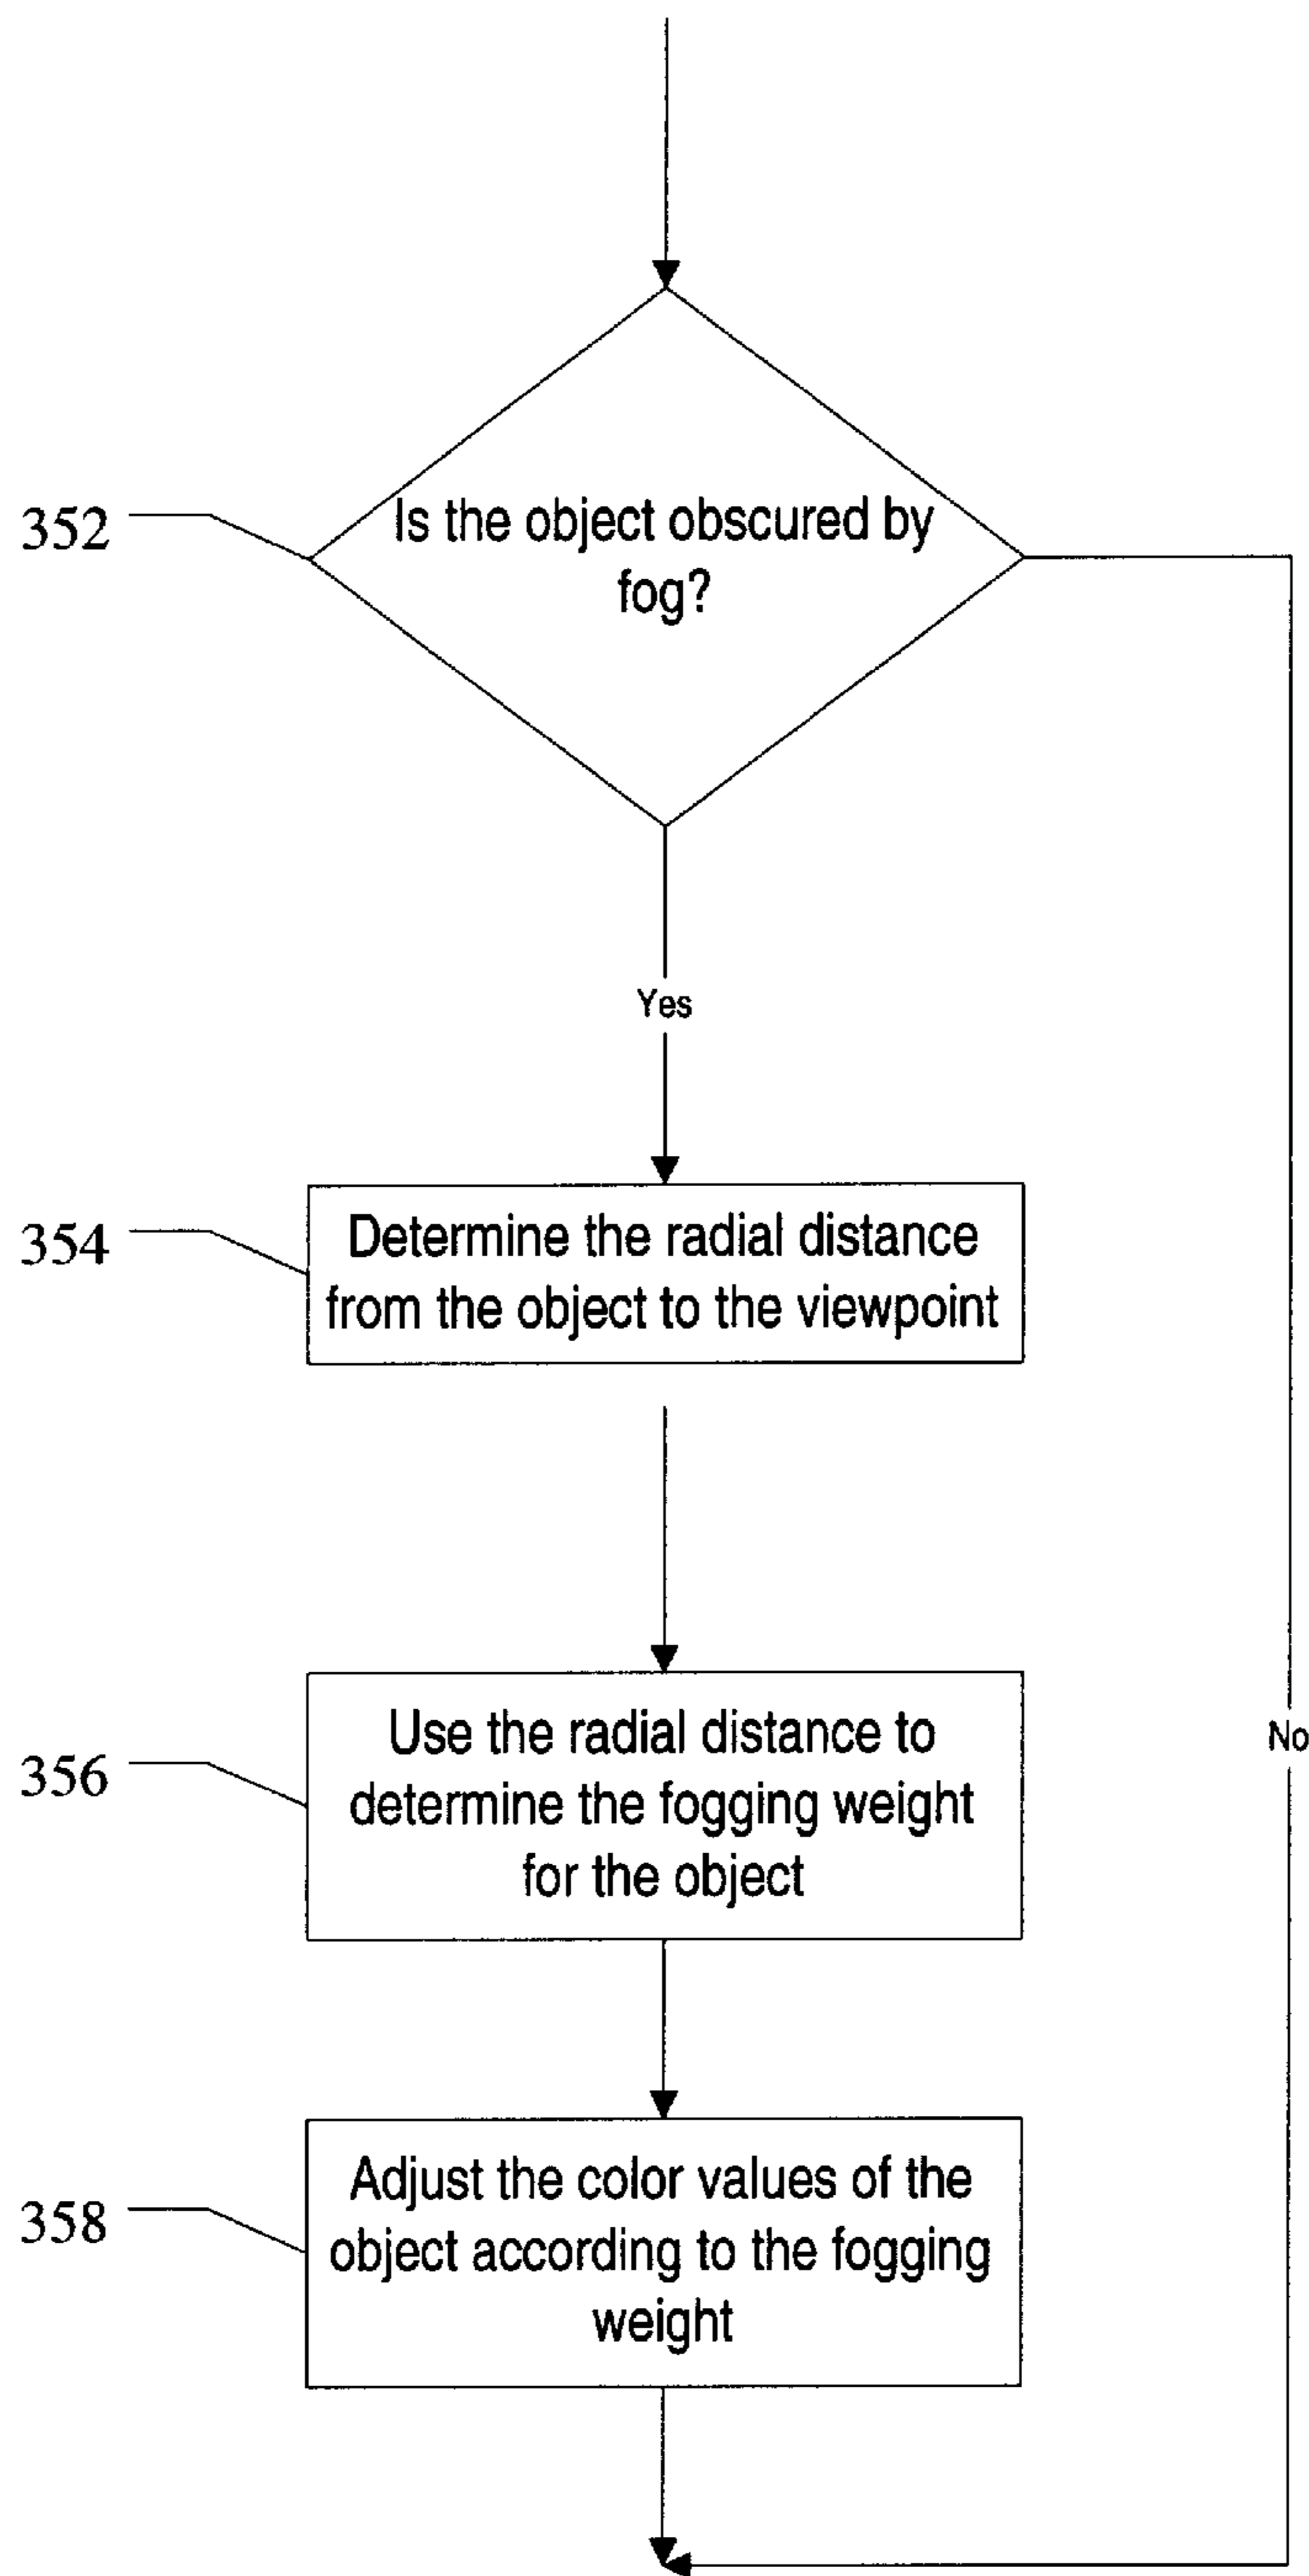 352
Is the object obscured by
fog?
Yes
354
Determine the radial distance
from the object to the viewpoint
356
Use the radial distance to
determine the fogging weight
for the object
No
358
Adjust the color values of the
object according to the fogging
weight